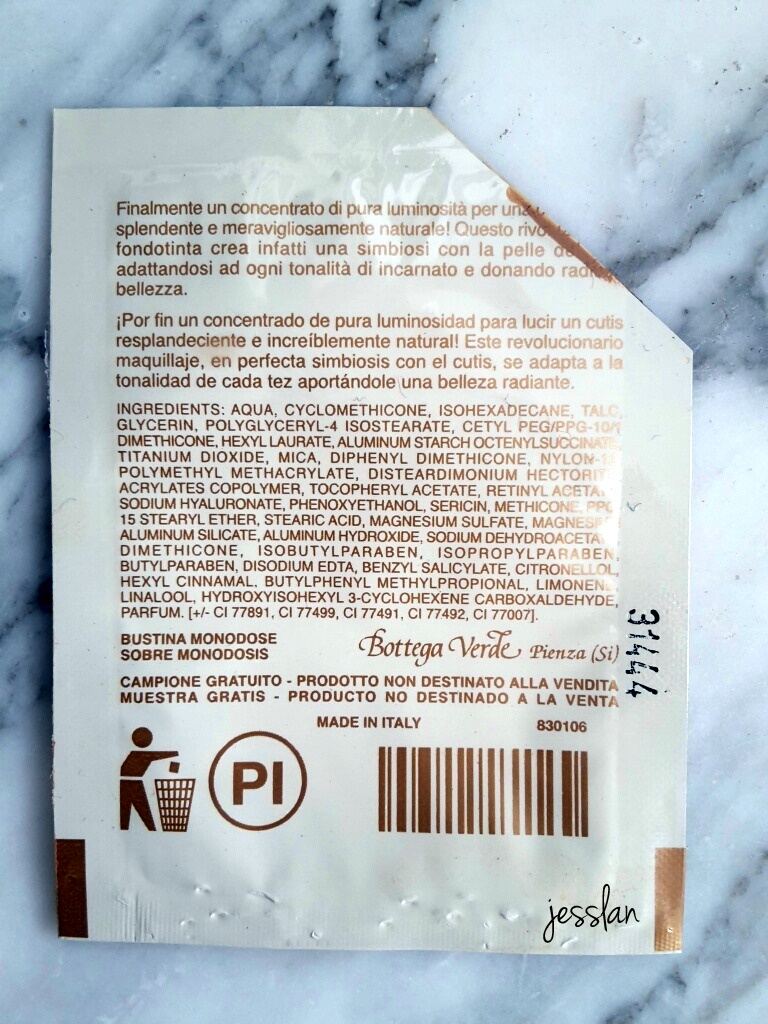 Finalmente un concentrato di pura luminosità per una
splendente e meravigliosamente naturale! Questo
fondotinta crea infatti una simbiosi con la pelle
adattandosi ad ogni tonalità di incarnato e donando
bellezza.
¡Por fin un concentrado de pura luminosidad para lucir un cutis
resplandeciente e increíblemente natural! Este revolucionario
maquillaje, en perfecta simbiosis con el cutis, se adapta a la
tonalidad de cada tez aportándole una belleza radiante.
INGREDIENTS: AQUA, CYCLOMETHICONE, ISOHEXADECANE, TALC,
GLYCERIN, POLYGLYCERYL-4 ISOSTEARATE, CETYL PEG/PPG-10/1
DIMETHICONE, HEXYL LAURATE, ALUMINUM STARCH OCTENYLSUCCINATE,
TITANIUM DIOXIDE, MICA, DIPHENYL DIMETHICONE,
POLYMETHYL METHACRYLATE, DISTEARDIMONIUM HECTORITE,
ACRYLATES COPOLYMER, TOCOPHERYL ACETATE, RETINYL
SODIUM HYALURONATE, PHENOXYETHANOL, SERICIN, METHICONE, PPG
15 STEARYL ETHER, STEARIC ACID, MAGNESIUM SULFATE, MAGNESIUM
ALUMINUM SILICATE, ALUMINUM HYDROXIDE, SODIUM
DIMETHICONE, ISOBUTYLPARABEN, ISOPROPYLPARABEN,
BUTYLPARABEN, DISODIUM EDTA, BENZYL SALICYLATE, CITRONELLOL,
HEXYL CINNAMAL, BUTYLPHENYL METHYLPROPIONAL, LIMONENE,
LINALOOL, HYDROXYISOHEXYL 3-CYCLOHEXENE CARBOXALDEHYDE,
PARFUM. [+/- CI 77891, CI 77499, CI 77491, CI 77492, CI 77007].
BUSTINA MONODOSE
SOBRE MONODOSIS
Bottega Verde Pienza (Si)
31444
CAMPIONE GRATUITO - PRODOTTO NON DESTINATO ALLA VENDITA
MUESTRA GRATIS - PRODUCTO NO DESTINADO A LA VENTA
MADE IN ITALY 830106
PI
jesslan